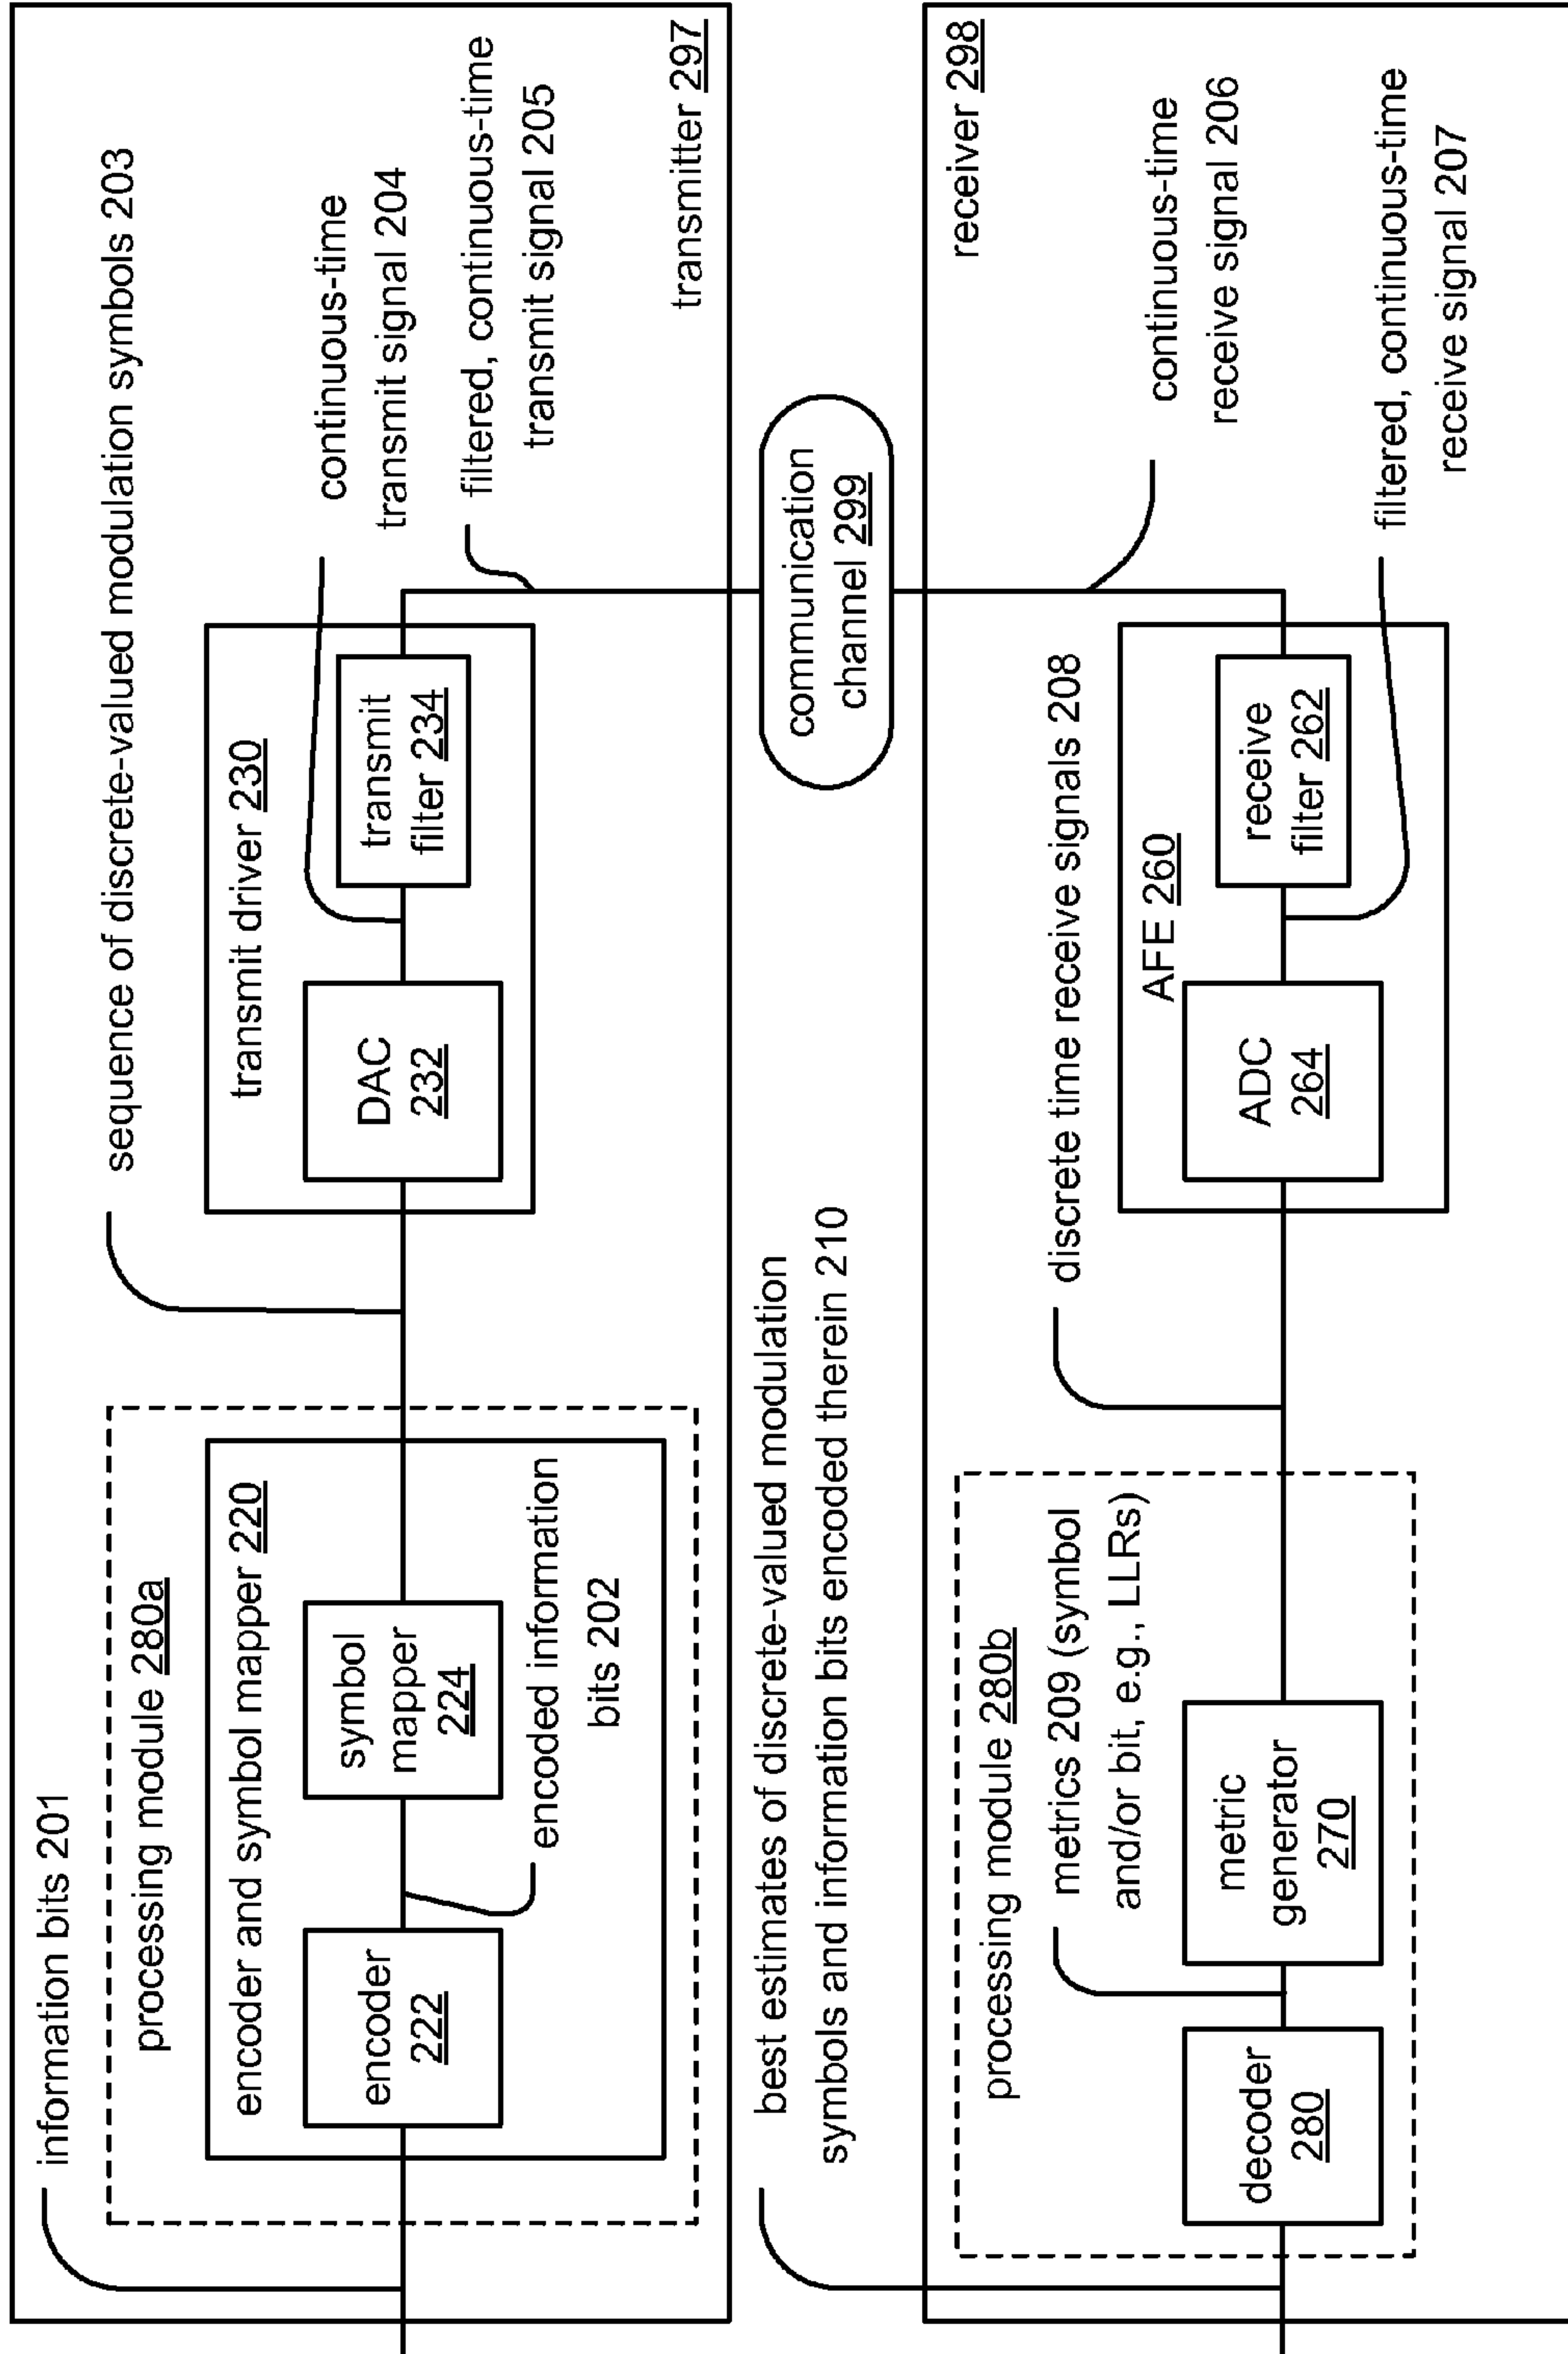 information bits 201
processing module 280a
encoder and symbol mapper 220
encoder
222
symbol
mapper
224
encoded information
bits 202
sequence of discrete-valued modulation symbols 203
transmit driver 230
DAC
232
transmit
filter 234
continuous-time
transmit signal 204
filtered, continuous-time
transmit signal 205
transmitter 297
communication
channel 299
best estimates of discrete-valued modulation
symbols and information bits encoded therein 210
processing module 280b
metrics 209 (symbol
and/or bit, e.g., LLRs)
decoder
280
metric
generator
270
discrete time receive signals 208
AFE 260
ADC
264
receive
filter 262
receiver 298
continuous-time
receive signal 206
filtered, continuous-time
receive signal 207